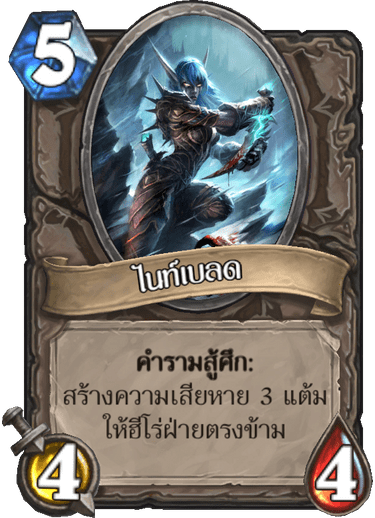 5
ไนท์เบลด
คำรามสู้ศึก:
สร้างความเสียหาย 3 แต้ม
ให้ฮีโร่ฝ่ายตรงข้าม
4 4